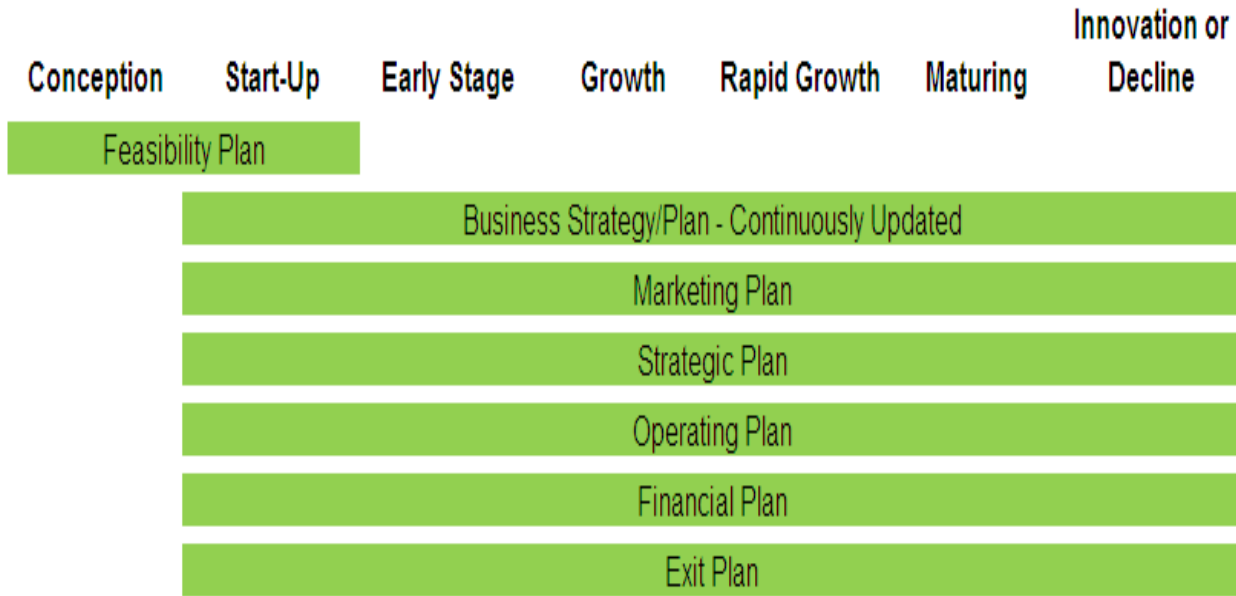 Conception Start-Up Early Stage Growth Rapid Growth Maturing Innovation or
Decline
Feasibility Plan
Business Strategy/Plan - Continuously Updated
Marketing Plan
Strategic Plan
Operating Plan
Financial Plan
Exit Plan